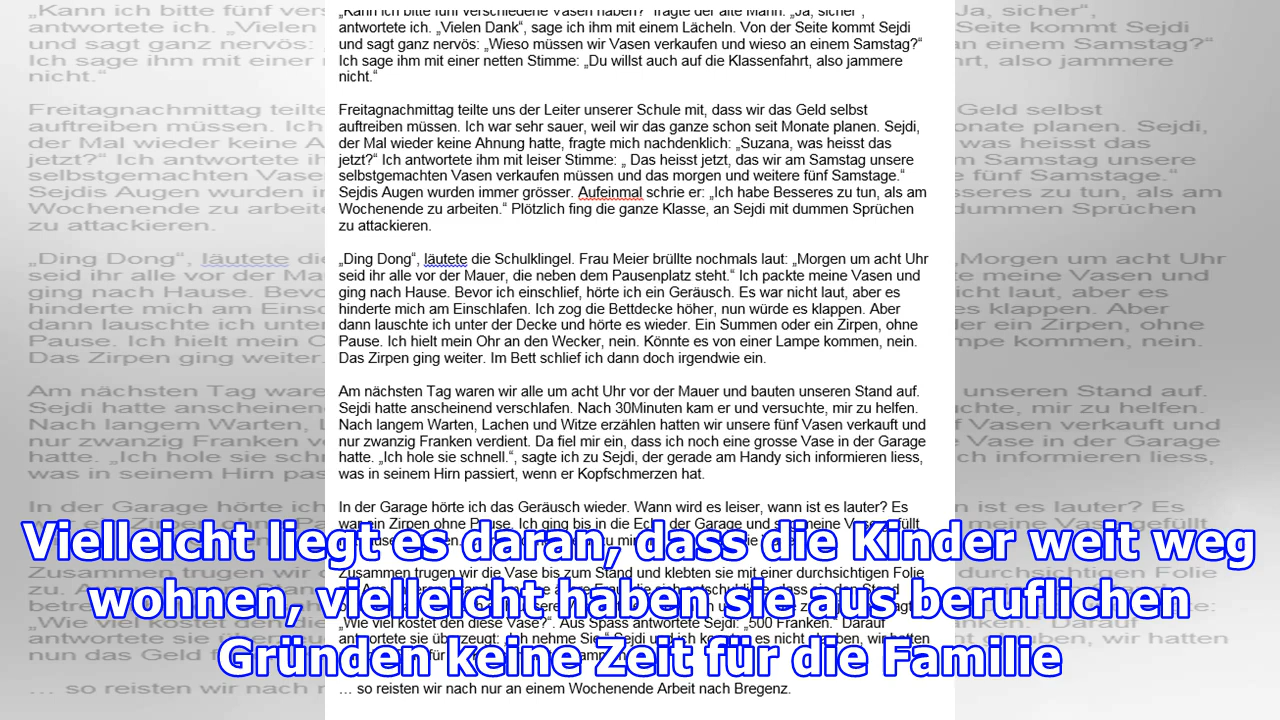 „Kann ich bitte fünf verschiedene Vasen haben?“ fragte der alte Mann. „Ja, sicher“,
antwortete ich. „Vielen Dank“, sage ich ihm mit einem Lächeln. Von der Seite kommt Sejdi
und sagt ganz nervös: „Wieso müssen wir Vasen verkaufen und wieso an einem Samstag?“
Ich sage ihm mit einer netten Stimme: „Du willst auch auf die Klassenfahrt, also jammere
nicht.“
Freitagnachmittag teilte uns der Leiter unserer Schule mit, dass wir das Geld selbst
auftreiben müssen. Ich war sehr sauer, weil wir das ganze schon seit Monate planen. Sejdi,
der Mal wieder keine Ahnung hatte, fragte mich nachdenklich: „Suzana, was heisst das
jetzt?“ Ich antwortete ihm mit leiser Stimme: „ Das heisst jetzt, das wir am Samstag unsere
selbstgemachten Vasen verkaufen müssen und das morgen und weitere fünf Samstage.“
Sejdis Augen wurden immer grösser. Aufeinmal schrie er: „Ich habe Besseres zu tun, als am
Wochenende zu arbeiten.“ Plötzlich fing die ganze Klasse, an Sejdi mit dummen Sprüchen
zu attackieren.
„Ding Dong“, läutete die Schulklingel. Frau Meier brüllte nochmals laut: „Morgen um acht Uhr
seid ihr alle vor der Mauer, die neben dem Pausenplatz steht.“ Ich packte meine Vasen und
ging nach Hause. Bevor ich einschlief, hörte ich ein Geräusch. Es war nicht laut, aber es
hinderte mich am Einschlafen. Ich zog die Bettdecke höher, nun würde es klappen. Aber
dann lauschte ich unter der Decke und hörte es wieder. Ein Summen oder ein Zirpen, ohne
Pause. Ich hielt mein Ohr an den Wecker, nein. Könnte es von einer Lampe kommen, nein.
Das Zirpen ging weiter. Im Bett schlief ich dann doch irgendwie ein.
Am nächsten Tag waren wir alle um acht Uhr vor der Mauer und bauten unseren Stand auf.
Sejdi hatte anscheinend verschlafen. Nach 30Minuten kam er und versuchte, mir zu helfen.
Nach langem Warten, Lachen und Witze erzählen hatten wir unsere fünf Vasen verkauft und
nur zwanzig Franken verdient. Da fiel mir ein, dass ich noch eine grosse Vase in der Garage
hatte. „Ich hole sie schnell.“, sagte ich zu Sejdi, der gerade am Handy sich informieren liess,
was in seinem Hirn passiert, wenn er Kopfschmerzen hat.
In der Garage hörte ich das Geräusch wieder. Wann wird es leiser, wann ist es lauter? Es
war ein Zirpen ohne Pause. Ich ging bis in die Ecke der Garage und meine Vase gefüllt
Zusammen trugen wir die Vase bis zum Stand und klebten sie mit einer durchsichtigen Folie
„Wie viel kostet den diese Vase?“ . Aus Spass antwortete Sejdi: „500 Franken.“ Darauf
antwortete sie überzeugt: „Ich nehme Sie.“ Sejdi und ich konnten es nicht glauben, wir hatten
… so reisten wir nach nur an einem Wochenende Arbeit nach Bregenz.
Vielleicht liegt es daran, dass die Kinder weit weg
wohnen, vielleicht haben sie aus beruflichen
Gründen keine Zeit für die Familie